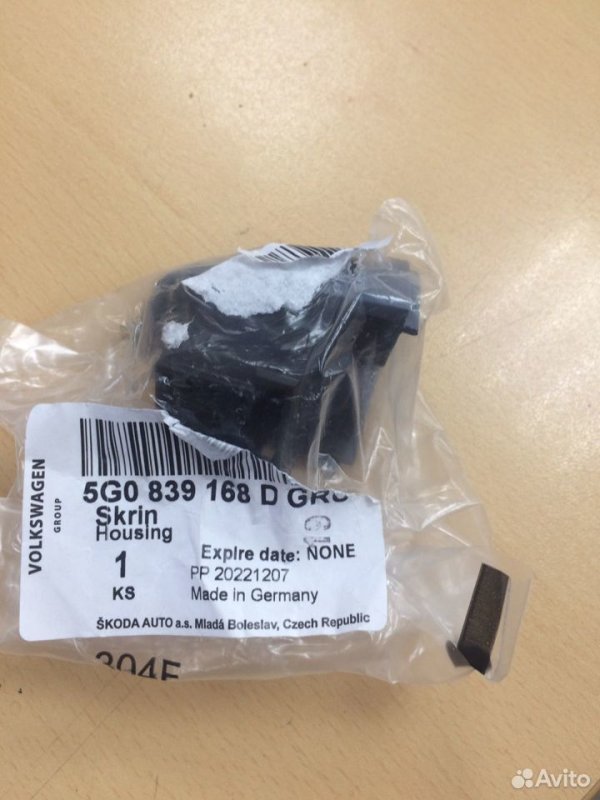 VOLKSWAGEN
GROUP
5G0 839 168 D GRU
Skrin
Housing
1
KS
Expire date: NONE
PP 20221207
Made in Germany
ŠKODA AUTO a.s. Mladá Boleslav, Czech Republic
Avito